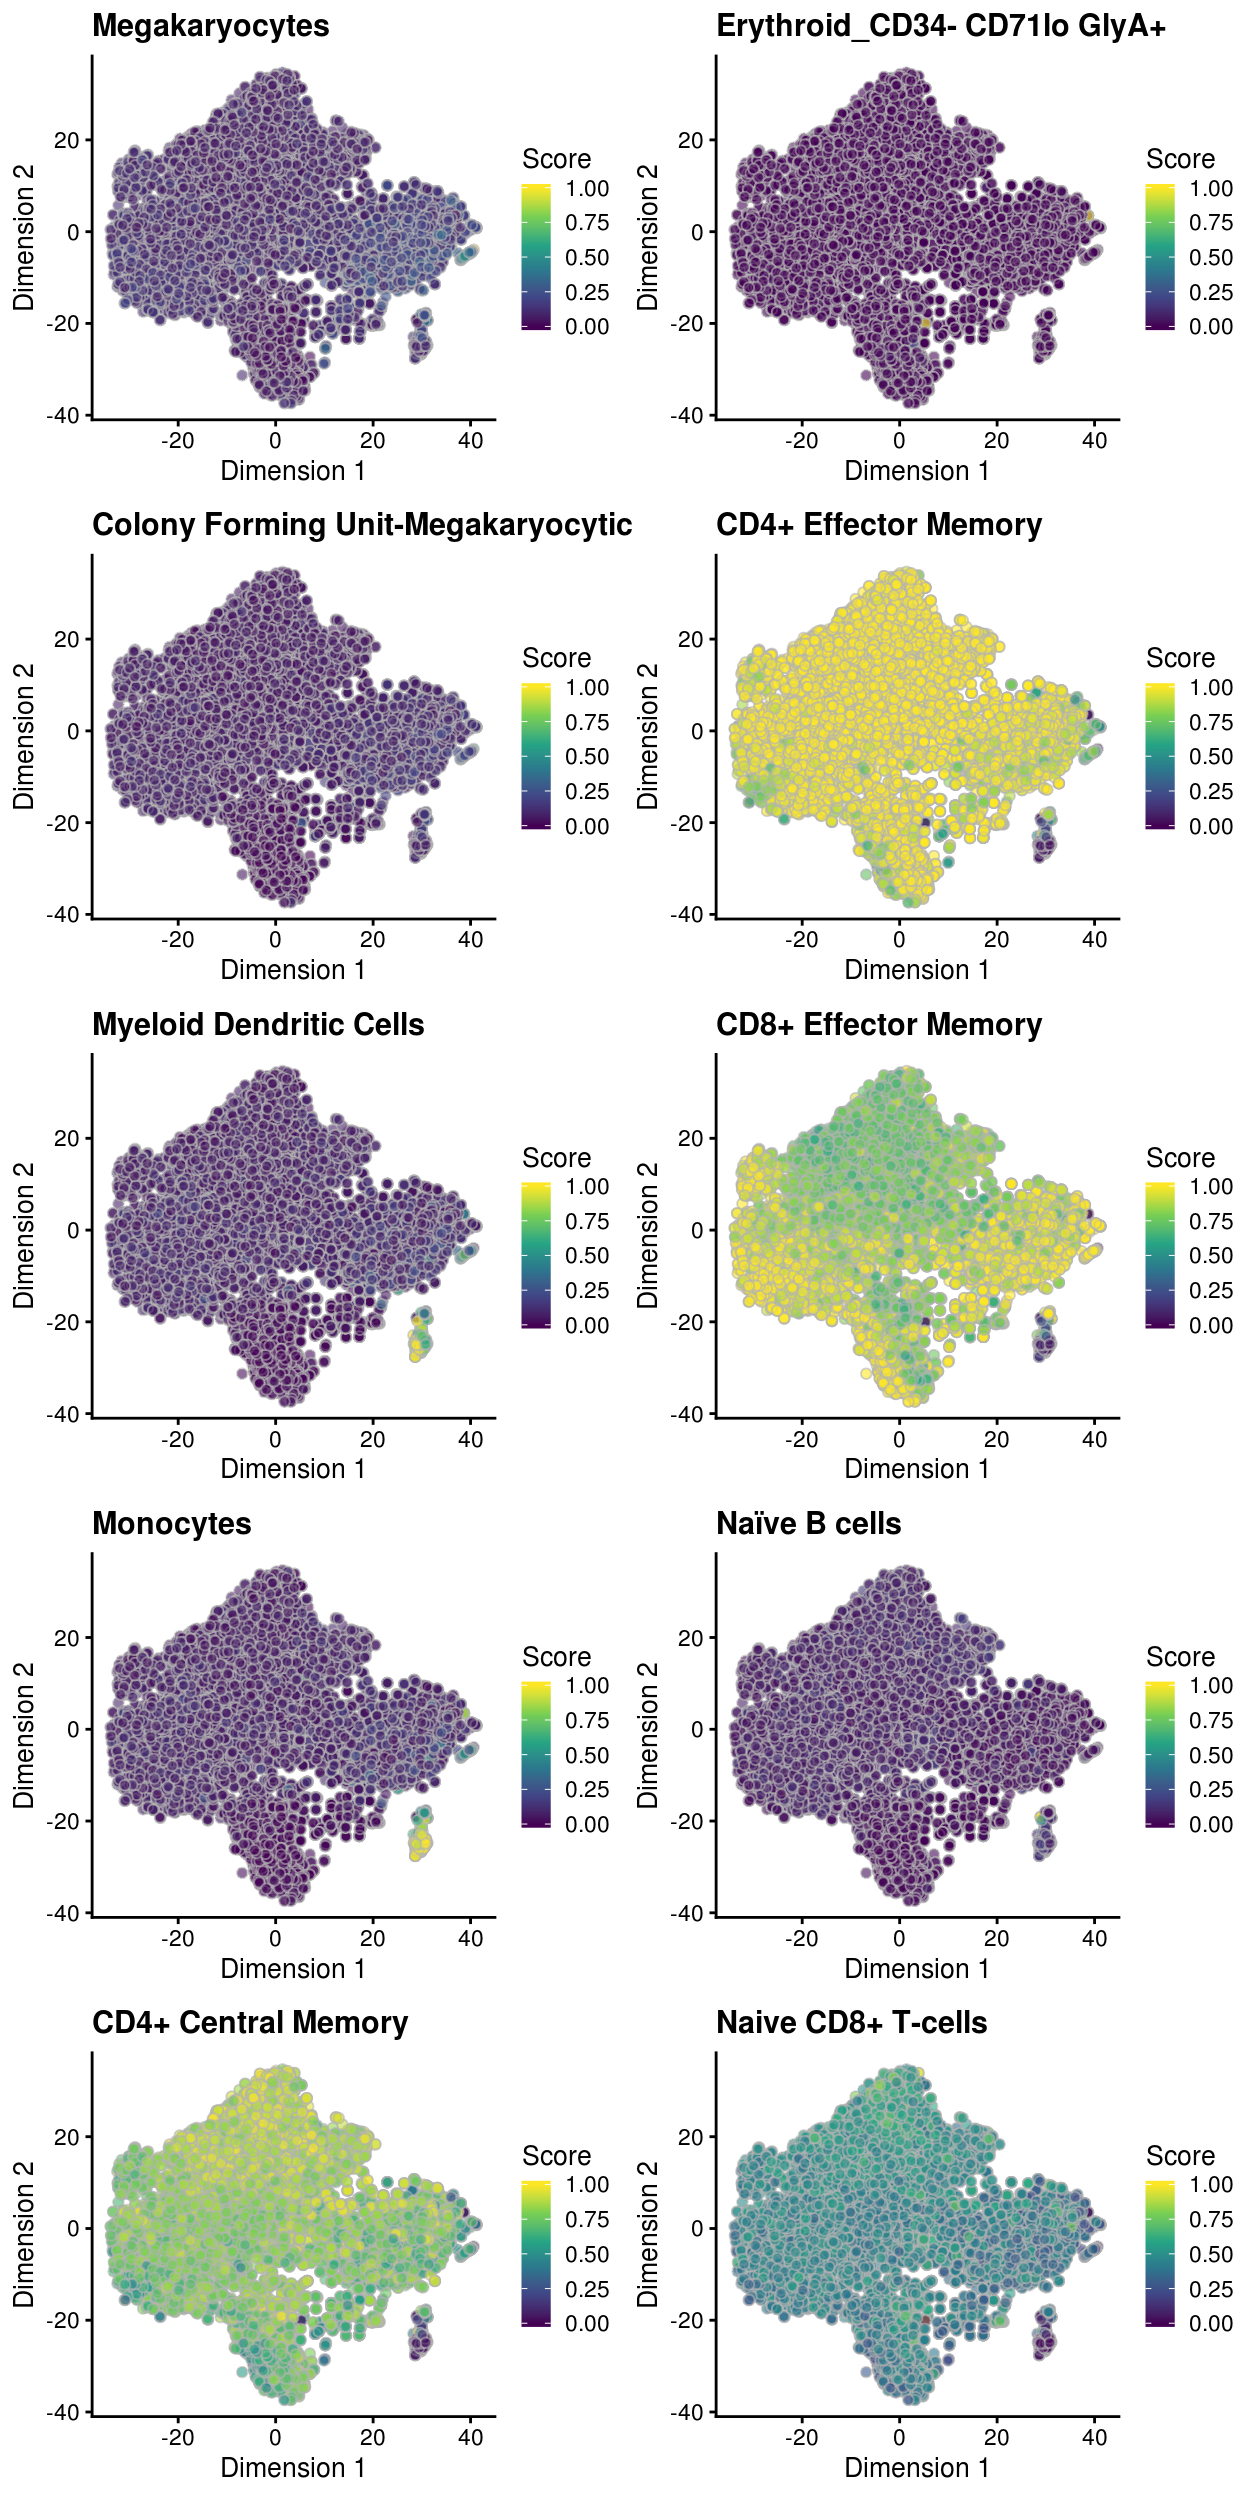 Megakaryocytes
Dimension 2
20
0
-20
-40
-20 0 20 40
Dimension 1
Score
1.00
0.75
0.50
0.25
0.00
Erythroid_CD34- CD71lo GlyA+
Dimension 2
20
0
-20
-40
-20 0 20 40
Dimension 1
Score
1.00
0.75
0.50
0.25
0.00
Colony Forming Unit-Megakaryocytic
Dimension 2
20
0
-20
-40
-20 0 20 40
Dimension 1
Score
1.00
0.75
0.50
0.25
0.00
CD4+ Effector Memory
Dimension 2
20
0
-20
-40
-20 0 20 40
Dimension 1
Score
1.00
0.75
0.50
0.25
0.00
Myeloid Dendritic Cells
Dimension 2
20
0
-20
-40
-20 0 20 40
Dimension 1
Score
1.00
0.75
0.50
0.25
0.00
CD8+ Effector Memory
Dimension 2
20
0
-20
-40
-20 0 20 40
Dimension 1
Score
1.00
0.75
0.50
0.25
0.00
Monocytes
Dimension 2
20
0
-20
-40
-20 0 20 40
Dimension 1
Score
1.00
0.75
0.50
0.25
0.00
Naïve B cells
Dimension 2
20
0
-20
-40
-20 0 20 40
Dimension 1
Score
1.00
0.75
0.50
0.25
0.00
CD4+ Central Memory
Dimension 2
20
0
-20
-40
-20 0 20 40
Dimension 1
Score
1.00
0.75
0.50
0.25
0.00
Naive CD8+ T-cells
Dimension 2
20
0
-20
-40
-20 0 20 40
Dimension 1
Score
1.00
0.75
0.50
0.25
0.00